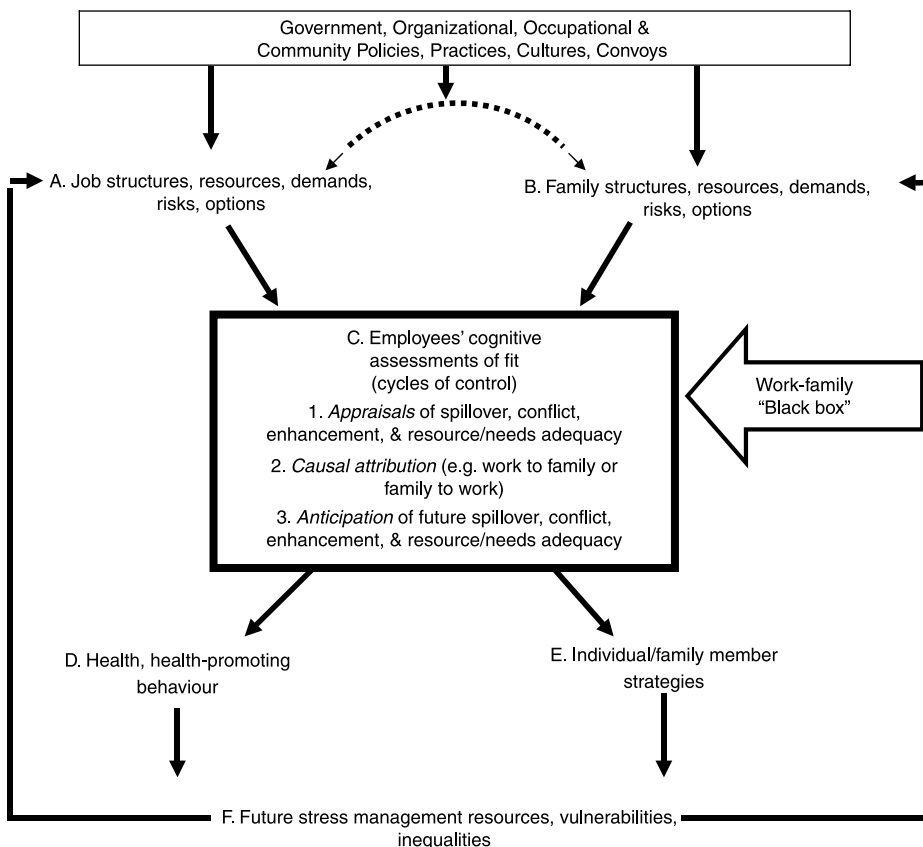 Government, Organizational, Occupational &
Community Policies, Practices, Cultures, Convoys
A. Job structures, resources, demands,
risks, options
B. Family structures, resources, demands,
risks, options
C. Employees’ cognitive
assessments of fit
(cycles of control)
1. Appraisals of spillover, conflict,
enhancement, & resource/needs adequacy
2. Causal attribution (e.g. work to family or
family to work)
3. Anticipation of future spillover, conflict,
enhancement, & resource/needs adequacy
Work-family
“Black box”
D. Health, health-promoting
behaviour
E. Individual/family member
strategies
F. Future stress management resources, vulnerabilities,
inequalities